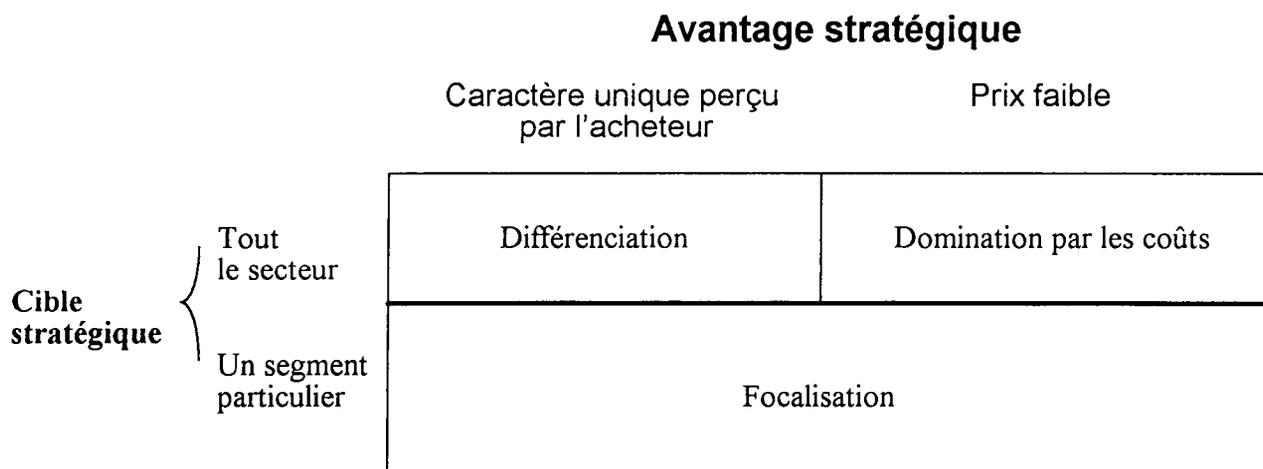 Avantage stratégique
Caractère unique perçu
par l'acheteur
Prix faible
Tout
le secteur
Différenciation
Domination par les coûts
Cible
stratégique
Un segment
particulier
Focalisation